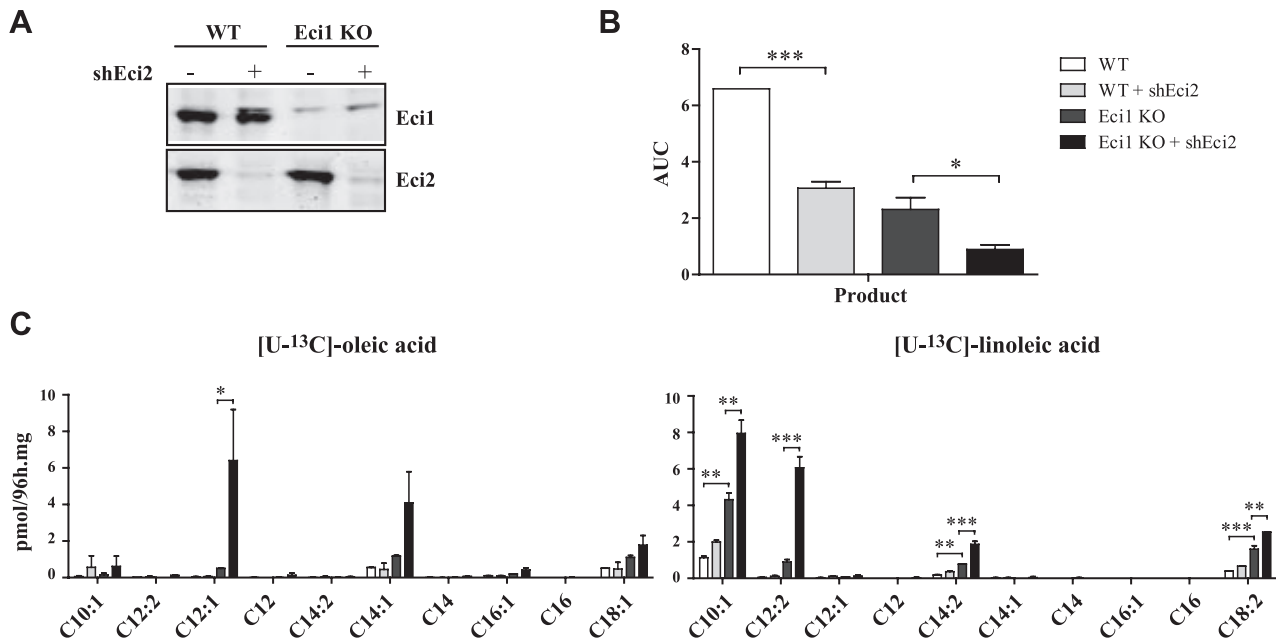 A
WT Eci1 KO
shEci2 - + - +
Eci1
Eci2
B
8
6
4
2
0
AUC
***
*
Product
WT
WT + shEci2
Eci1 KO
Eci1 KO + shEci2
C
[U-¹³C]-oleic acid
pmol/96h.mg
10
8
6
4
2
0
*
C10:1 C12:2 C12:1 C12 C14:2 C14:1 C14 C16:1 C16 C18:1
[U-¹³C]-linoleic acid
10
8
6
4
2
0
** ** *** ** *** *** **
C10:1 C12:2 C12:1 C12 C14:2 C14:1 C14 C16:1 C16 C18:2